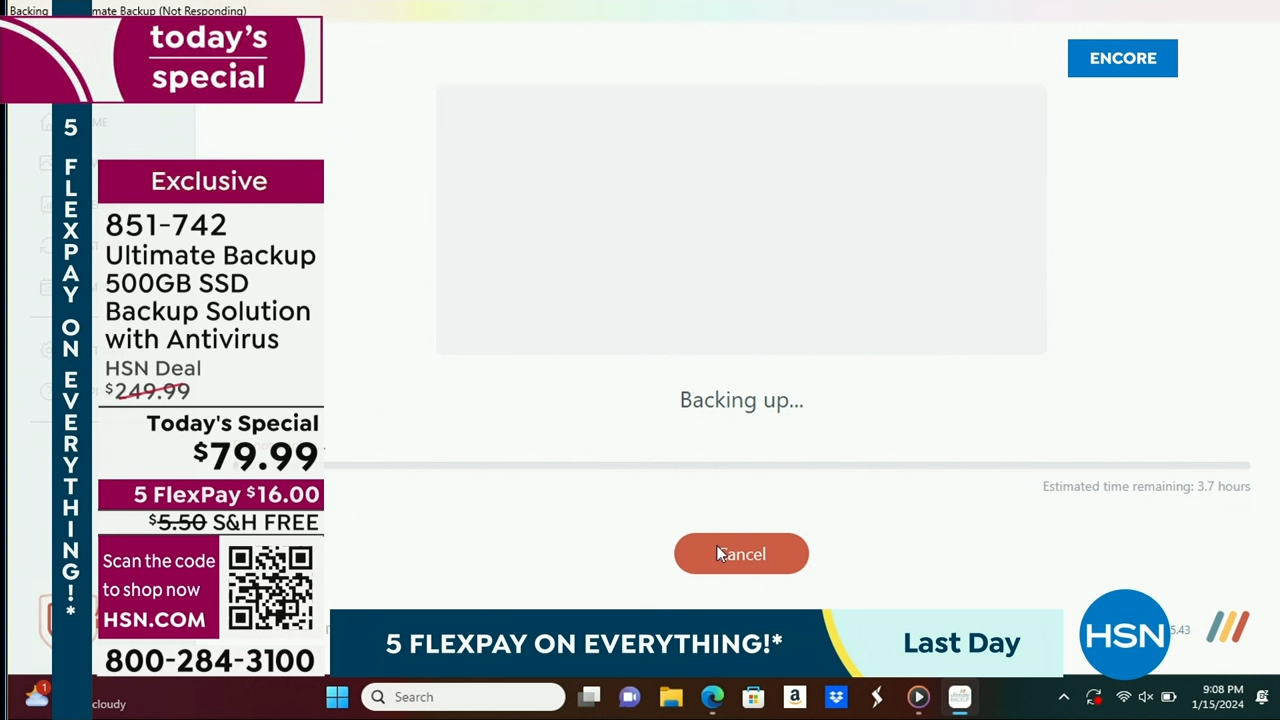 Backing
mate Backup (Not Responding)
today's
special
ENCORE
5 FLEXPAY ON EVERYTHING!*
Exclusive
851-742
Ultimate Backup
500GB SSD
Backup Solution
with Antivirus
HSN Deal
$249.99
Today's Special
$79.99
5 FlexPay $16.00
$5.50 S&H FREE
Scan the code
to shop now
HSN.COM
800-284-3100
Backing up...
Estimated time remaining: 3.7 hours
Cancel
5 FLEXPAY ON EVERYTHING!*
Last Day
HSN
5.43
1
cloudy
Search
9:08 PM
1/15/2024